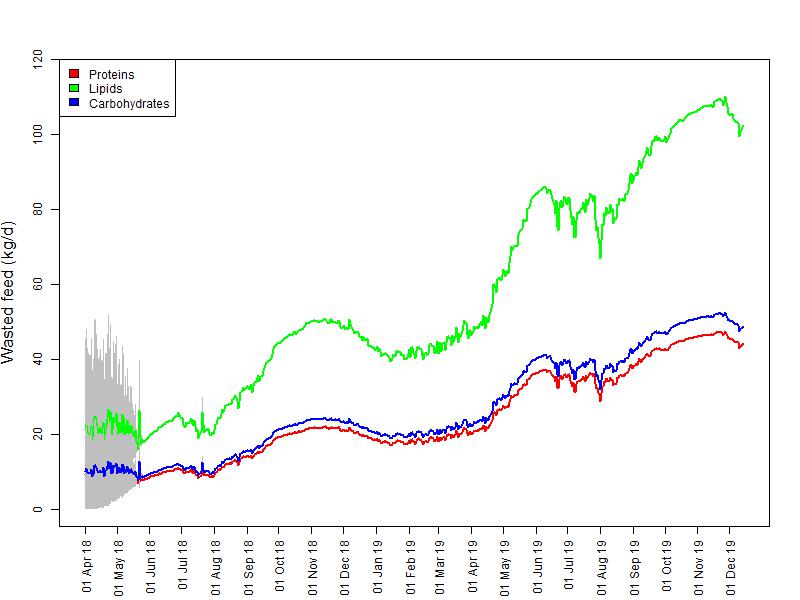 Proteins
Lipids
Carbohydrates
Wasted feed (kg/d)
120
100
80
60
40
20
0
01 Apr 18
01 May 18
01 Jun 18
01 Jul 18
01 Aug 18
01 Sep 18
01 Oct 18
01 Nov 18
01 Dec 18
01 Jan 19
01 Feb 19
01 Mar 19
01 Apr 19
01 May 19
01 Jun 19
01 Jul 19
01 Aug 19
01 Sep 19
01 Oct 19
01 Nov 19
01 Dec 19